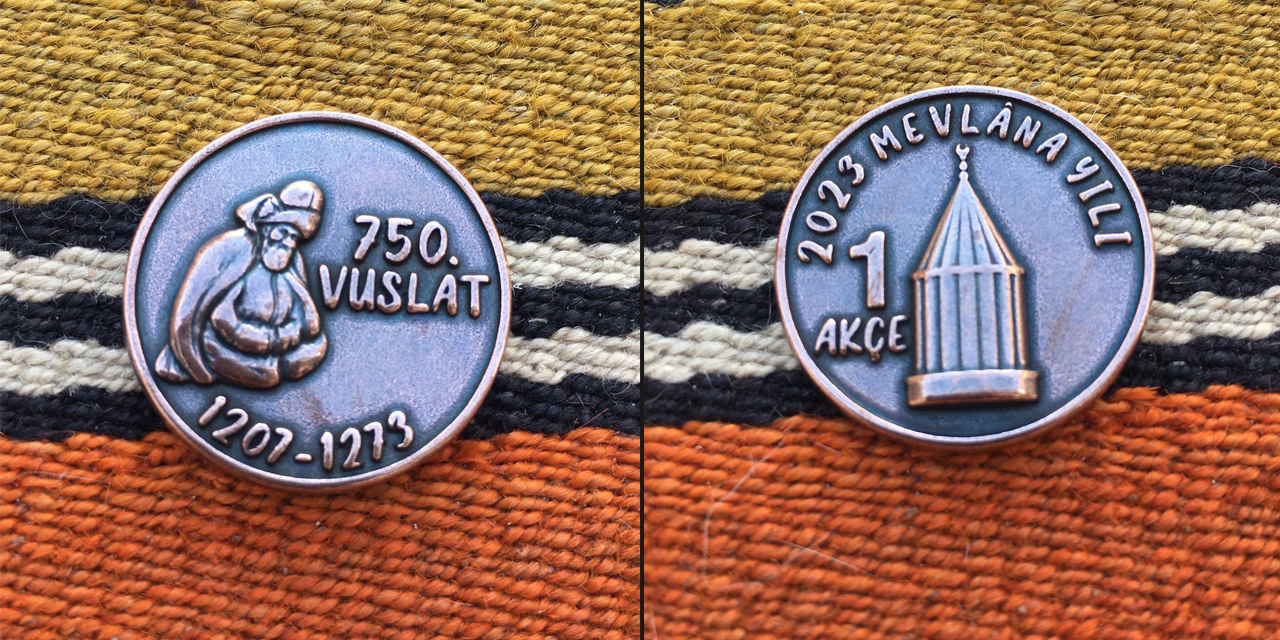 750.
VUSLAT
1207-1273
2023 MEVLÂNA YILI
1
AKÇE